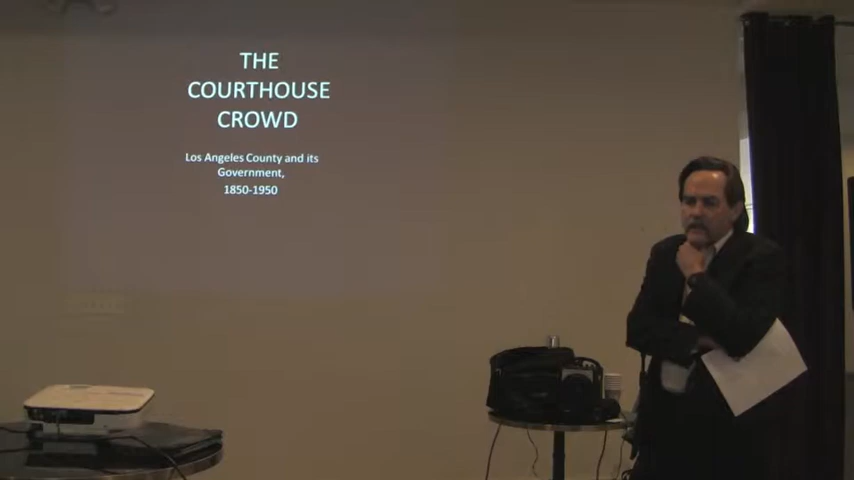 THE
COURTHOUSE
CROWD
Los Angeles County and its
Government,
1850-1950